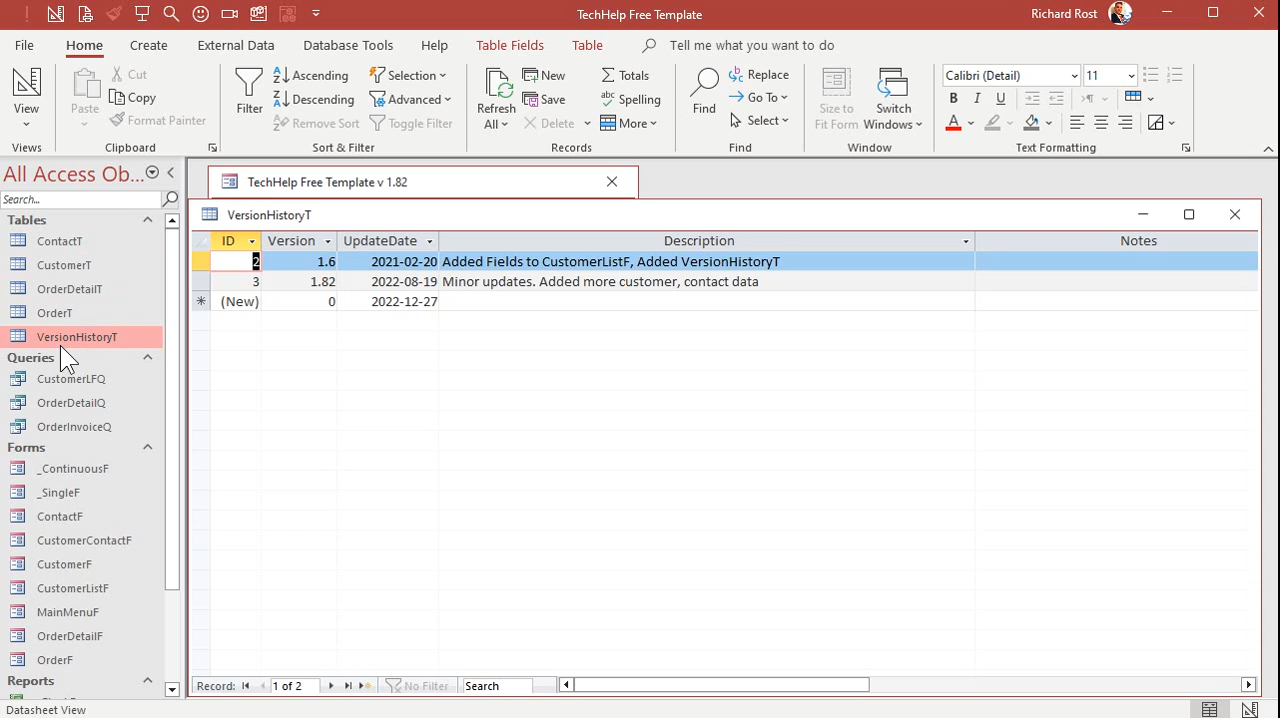 TechHelp Free Template
Richard Rost
File Home Create External Data Database Tools Help Table Fields Table Tell me what you want to do
View
Views
Paste
Cut
Copy
Format Painter
Clipboard
Filter
Ascending
Descending
Remove Sort
Selection
Advanced
Toggle Filter
Sort & Filter
Refresh
All
New
Save
Delete
Totals
Spelling
More
Records
Find
Replace
Go To
Select
Find
Size to
Fit Form
Switch
Windows
Window
Calibri (Detail) 11
B I U
A
Text Formatting
All Access Ob...
Search...
Tables
ContactT
CustomerT
OrderDetailT
OrderT
VersionHistoryT
Queries
CustomerLFQ
OrderDetailQ
OrderInvoiceQ
Forms
_ContinuousF
_SingleF
ContactF
CustomerContactF
CustomerF
CustomerListF
MainMenuF
OrderDetailF
OrderF
Reports
TechHelp Free Template v 1.82
VersionHistoryT
ID Version UpdateDate Description Notes
2 1.6 2021-02-20 Added Fields to CustomerListF, Added VersionHistoryT
3 1.82 2022-08-19 Minor updates. Added more customer, contact data
* (New) 0 2022-12-27
Record: 1 of 2 No Filter Search
Datasheet View